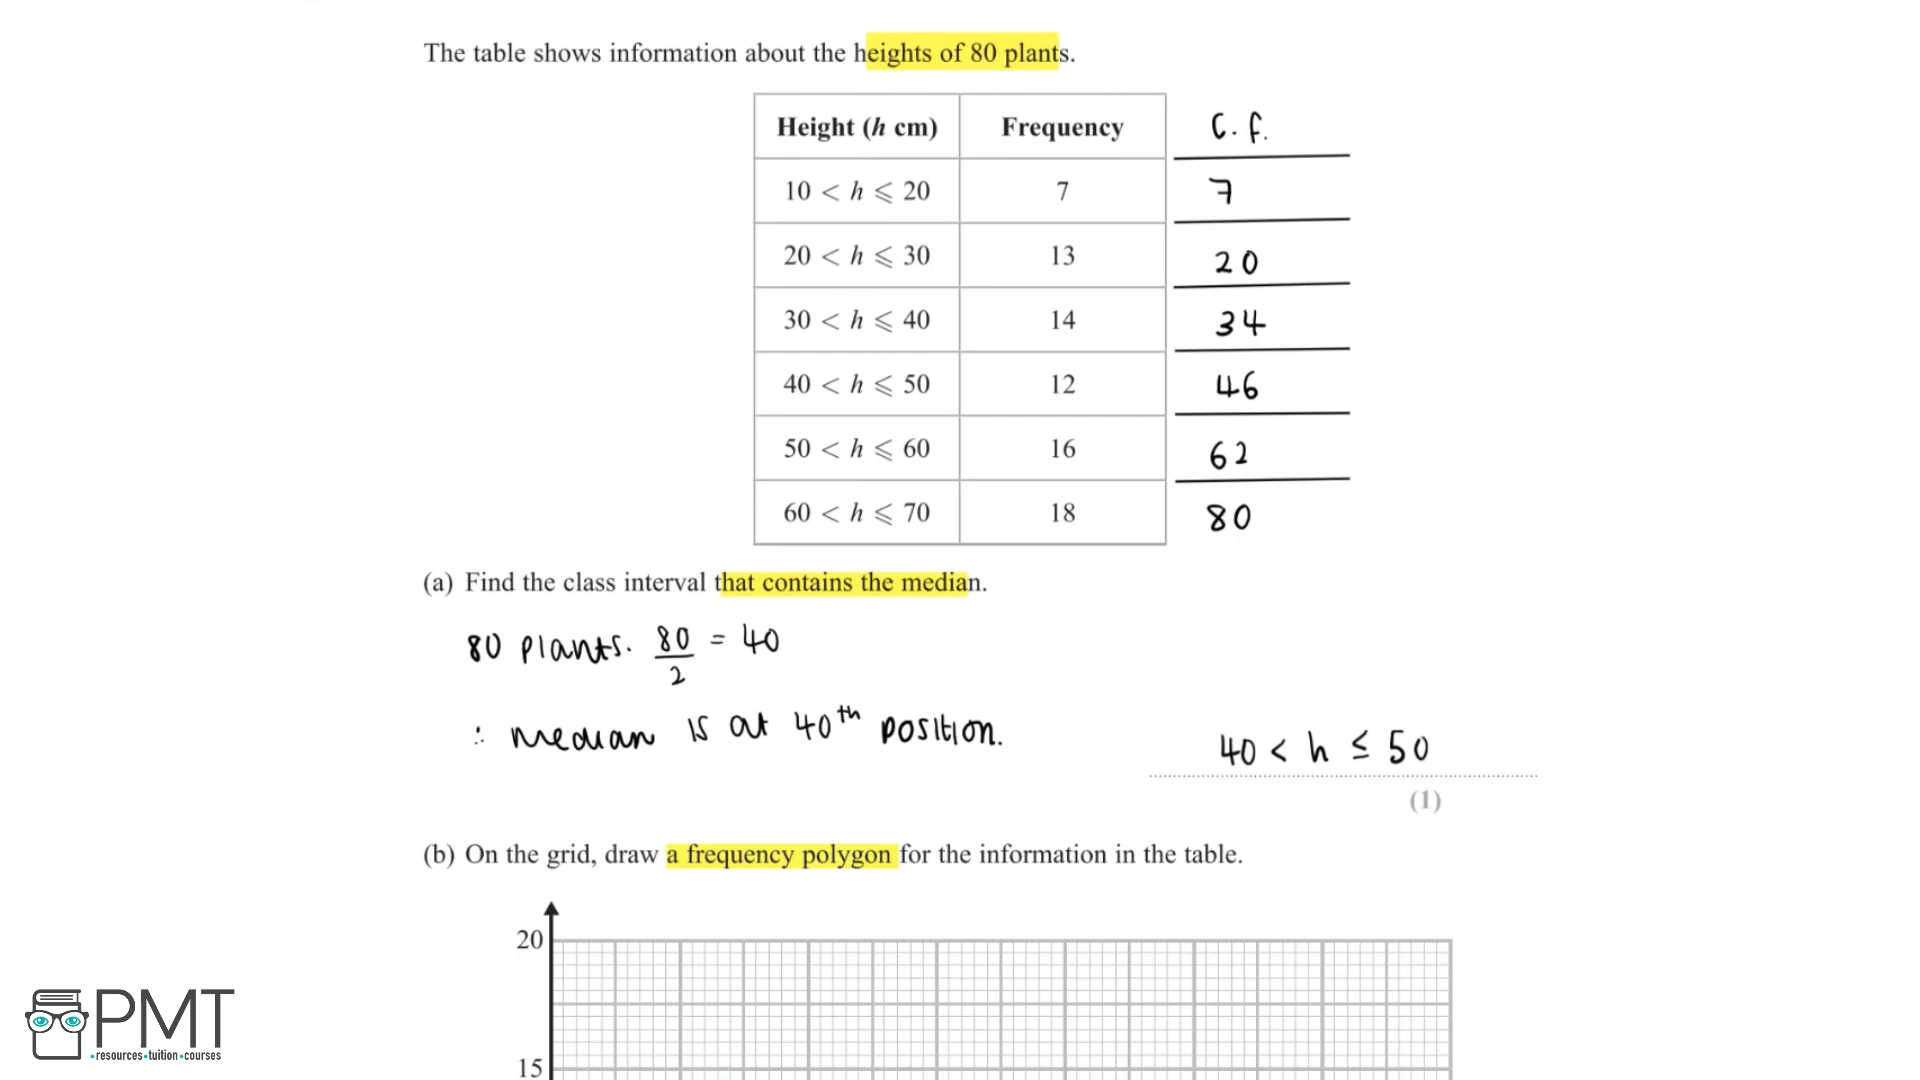 The table shows information about the heights of 80 plants.
Height (h cm) Frequency C.f.
10 < h ⩽ 20 7 7
20 < h ⩽ 30 13 20
30 < h ⩽ 40 14 34
40 < h ⩽ 50 12 46
50 < h ⩽ 60 16 62
60 < h ⩽ 70 18 80
(a) Find the class interval that contains the median.
80 plants. 80/2 = 40
∴ median is at 40th position.
40 < h ≤ 50
(1)
(b) On the grid, draw a frequency polygon for the information in the table.
20
15
PMT
•resources•tuition•courses